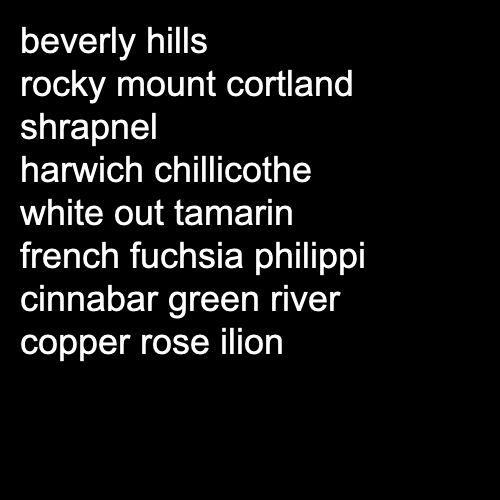 beverly hills
rocky mount cortland
shrapnel
harwich chillicothe
white out tamarin
french fuchsia philippi
cinnabar green river
copper rose ilion